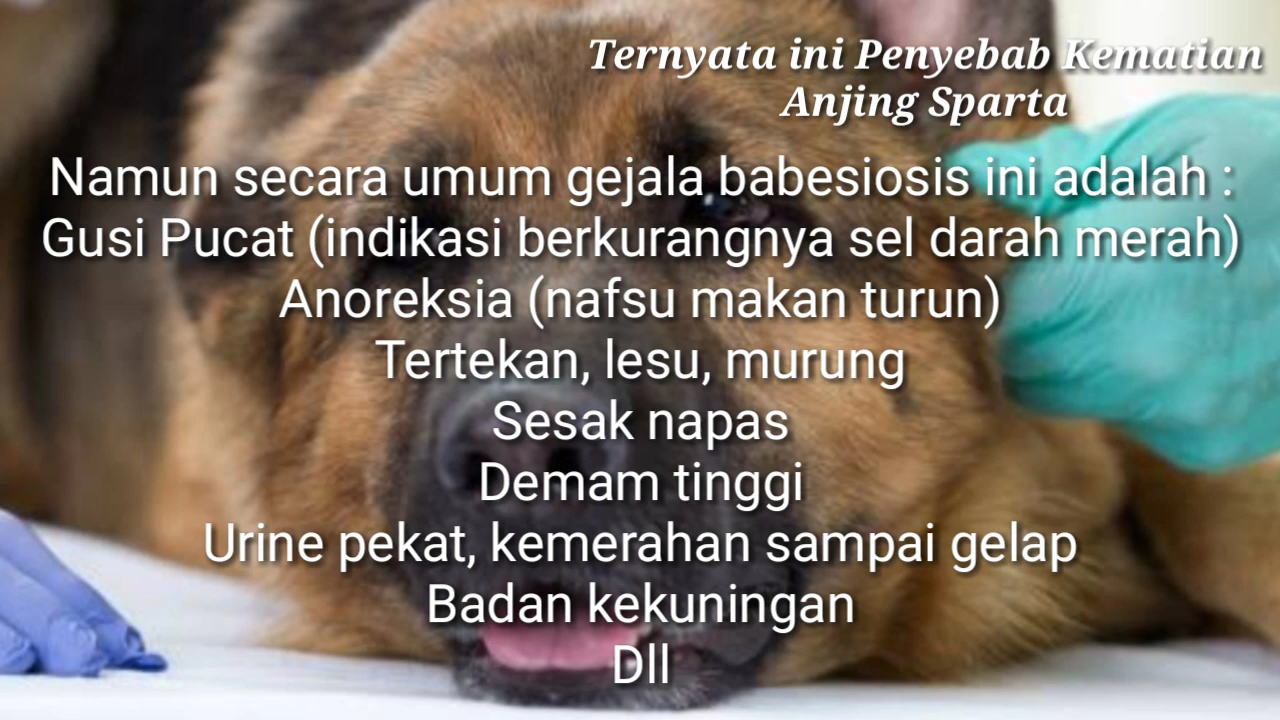 Ternyata ini Penyebab Kematian
Anjing Sparta
Namun secara umum gejala babesiosis ini adalah :
Gusi Pucat (indikasi berkurangnya sel darah merah)
Anoreksia (nafsu makan turun)
Tertekan, lesu, murung
Sesak napas
Demam tinggi
Urine pekat, kemerahan sampai gelap
Badan kekuningan
Dll